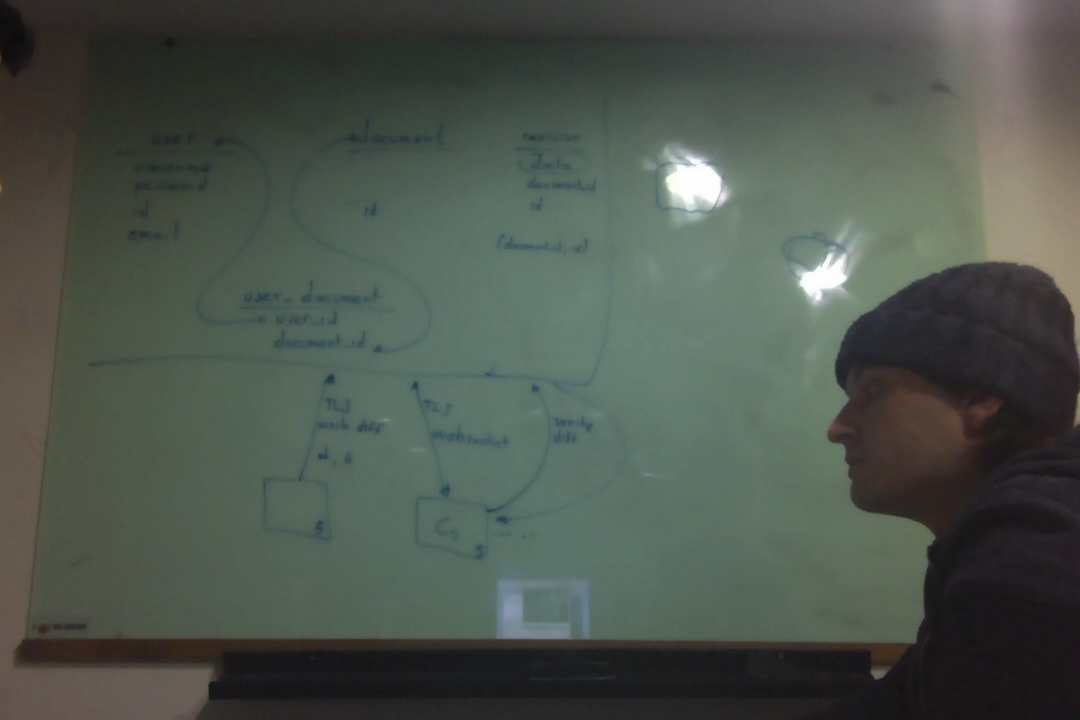 user
username
password
id
email
document
id
revision
data
document_id
id
(document_id, id)
user_document
user_id
document_id
TLS
write diff
TLS
websocket
write
diff